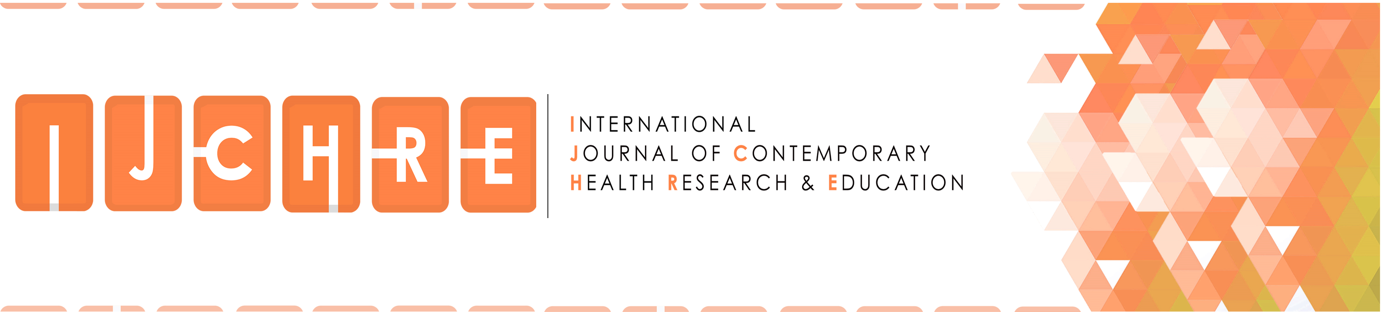 IJCHRE
INTERNATIONAL
JOURNAL OF CONTEMPORARY
HEALTH RESEARCH & EDUCATION